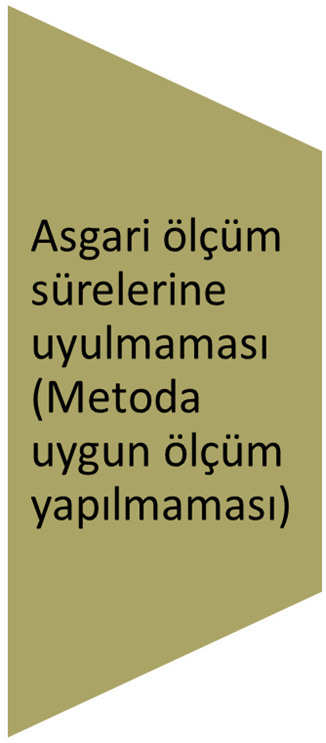 Asgari ölçüm
sürelerine
uyulmaması
(Metoda
uygun ölçüm
yapılmaması)